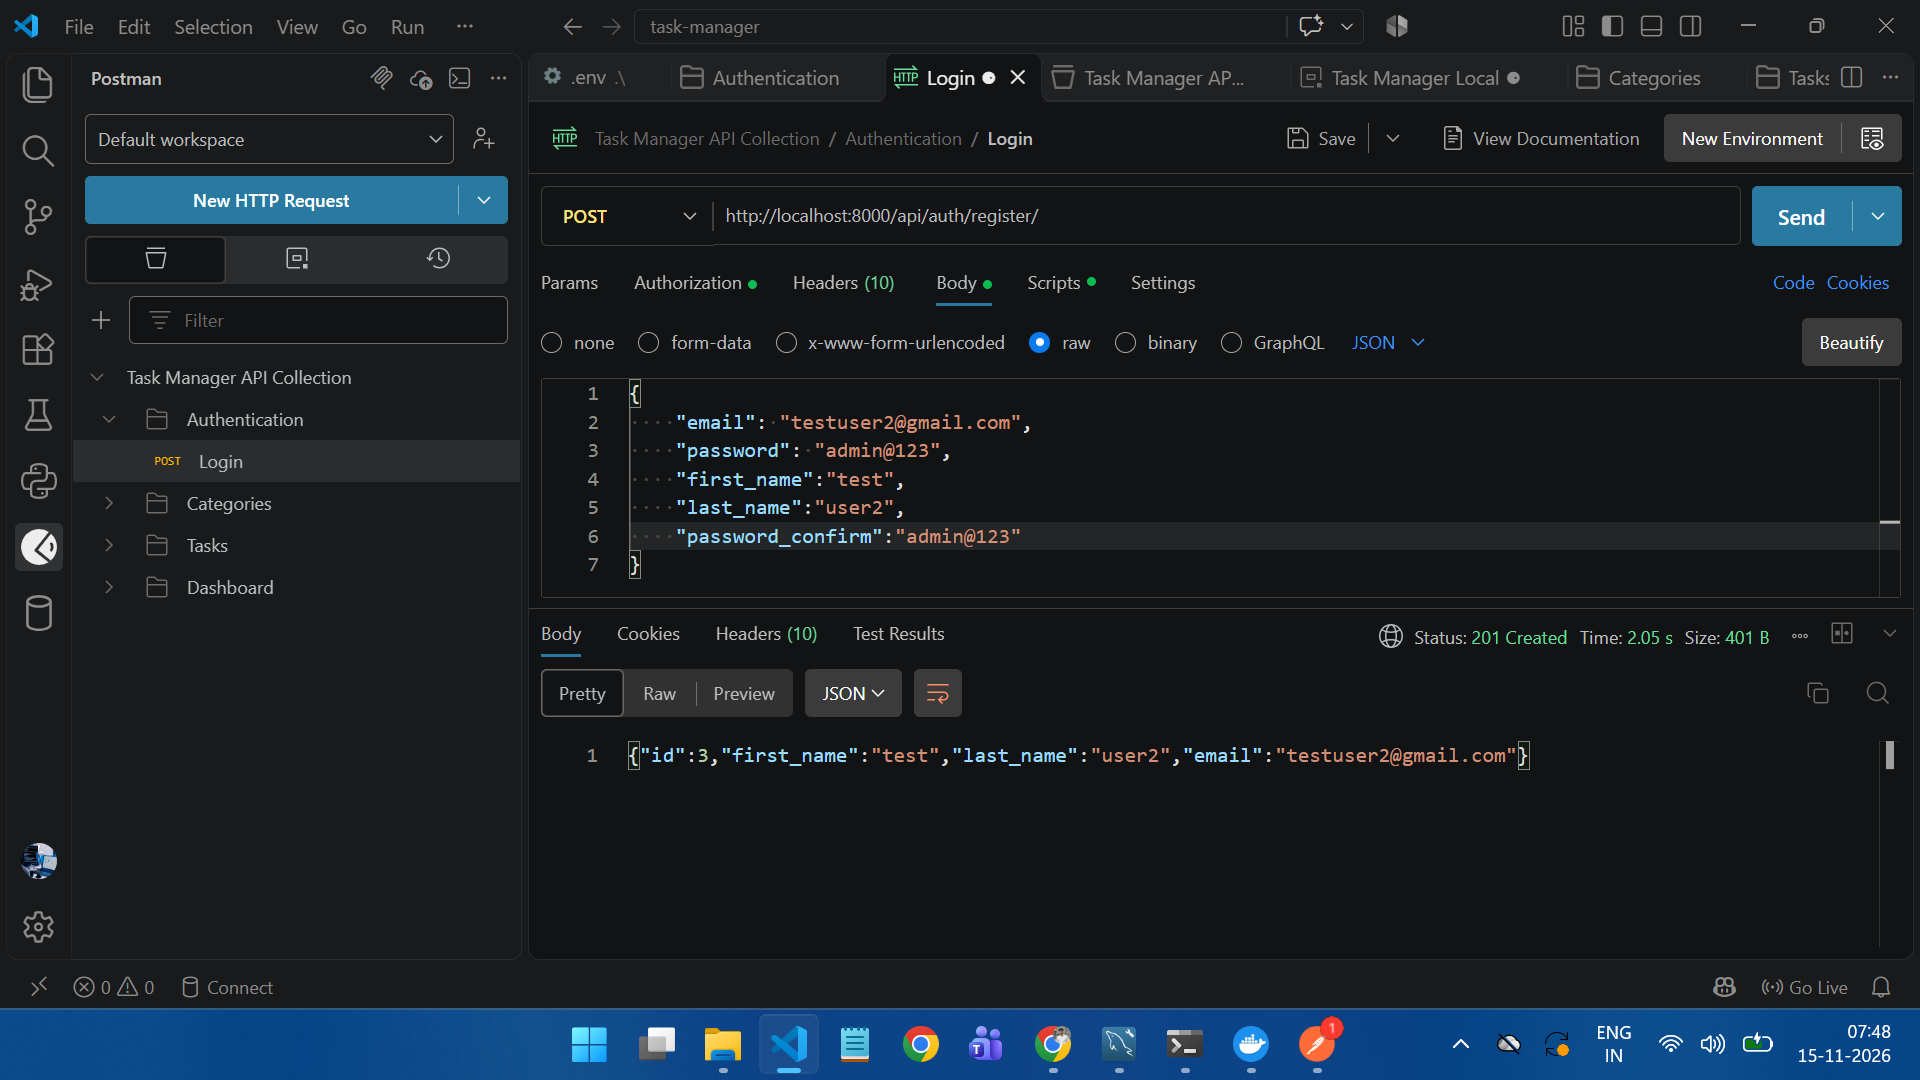 File Edit Selection View Go Run ···
task-manager
Postman
.env .\ Authentication HTTP Login Task Manager AP... Task Manager Local Categories Tasks
Default workspace
HTTP Task Manager API Collection / Authentication / Login Save View Documentation New Environment
New HTTP Request
POST http://localhost:8000/api/auth/register/ Send
Params Authorization Headers (10) Body Scripts Settings Code Cookies
Filter
none form-data x-www-form-urlencoded raw binary GraphQL JSON Beautify
Task Manager API Collection
Authentication
POST Login
Categories
Tasks
Dashboard
1 {
2 "email": "testuser2@gmail.com",
3 "password": "admin@123",
4 "first_name":"test",
5 "last_name":"user2",
6 "password_confirm":"admin@123"
7 }
Body Cookies Headers (10) Test Results Status: 201 Created Time: 2.05 s Size: 401 B
Pretty Raw Preview JSON
1 {"id":3,"first_name":"test","last_name":"user2","email":"testuser2@gmail.com"}
0 0 Connect Go Live
1
T
ENG
IN
07:48
15-11-2026